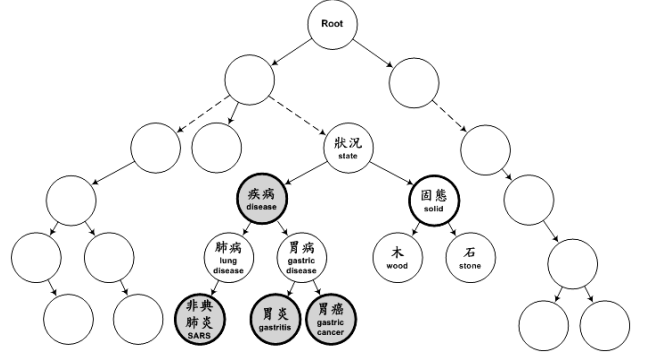 Root
狀況
state
疾病
disease
固態
solid
肺病
lung
disease
胃病
gastric
disease
木
wood
石
stone
非典
肺炎
SARS
胃炎
gastritis
胃癌
gastric
cancer